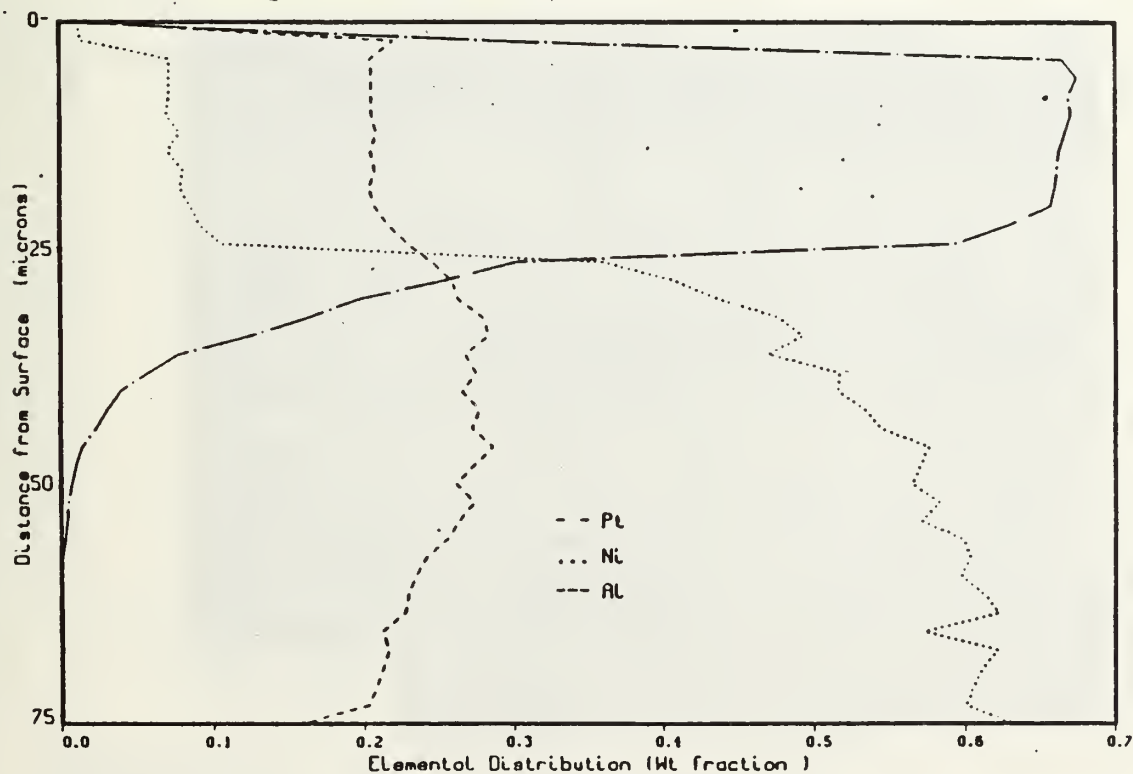 0
25
50
75
Distance from Surface (microns)
Pt
Ni
Al
0.0 0.1 0.2 0.3 0.4 0.5 0.6 0.7
Elemental Distribution (Wt fraction )